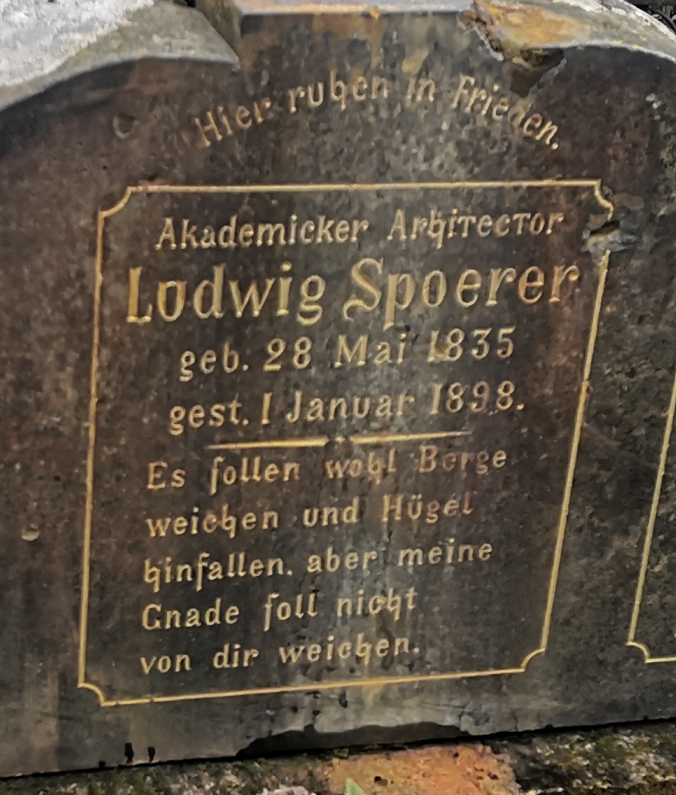 Hier ruhen in Frieden.
Akademicker Arhitector
Ludwig Spoerer
geb. 28 Mai 1835
gest. 1 Januar 1898.
Es ſollen wohl Berge
weichen und Hügel
hinfallen. aber meine
Gnade ſoll nicht
von dir weichen.